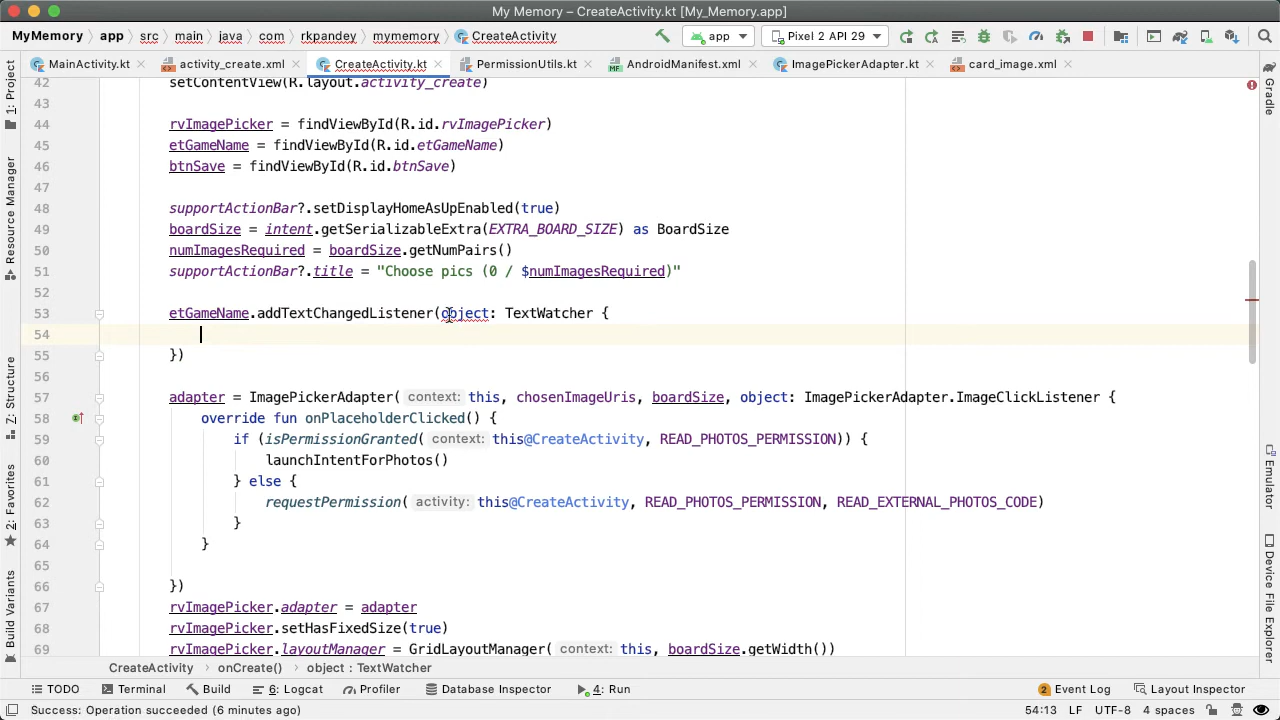 My Memory – CreateActivity.kt [My_Memory.app]
MyMemory app src main java com rkpandey mymemory CreateActivity app Pixel 2 API 29
MainActivity.kt activity_create.xml CreateActivity.kt PermissionUtils.kt AndroidManifest.xml ImagePickerAdapter.kt card_image.xml
42 setContentView(R.layout.activity_create)
43
44 rvImagePicker = findViewById(R.id.rvImagePicker)
45 etGameName = findViewById(R.id.etGameName)
46 btnSave = findViewById(R.id.btnSave)
47
48 supportActionBar?.setDisplayHomeAsUpEnabled(true)
49 boardSize = intent.getSerializableExtra(EXTRA_BOARD_SIZE) as BoardSize
50 numImagesRequired = boardSize.getNumPairs()
51 supportActionBar?.title = "Choose pics (0 / $numImagesRequired)"
52
53 etGameName.addTextChangedListener(object: TextWatcher {
54
55 })
56
57 adapter = ImagePickerAdapter( context: this, chosenImageUris, boardSize, object: ImagePickerAdapter.ImageClickListener {
58 override fun onPlaceholderClicked() {
59 if (isPermissionGranted( context: this@CreateActivity, READ_PHOTOS_PERMISSION)) {
60 launchIntentForPhotos()
61 } else {
62 requestPermission( activity: this@CreateActivity, READ_PHOTOS_PERMISSION, READ_EXTERNAL_PHOTOS_CODE)
63 }
64 }
65
66 })
67 rvImagePicker.adapter = adapter
68 rvImagePicker.setHasFixedSize(true)
69 rvImagePicker.layoutManager = GridLayoutManager( context: this, boardSize.getWidth())
1: Project
Resource Manager
Z: Structure
2: Favorites
Build Variants
Gradle
Emulator
Device File Explorer
CreateActivity onCreate() object : TextWatcher
TODO Terminal Build 6: Logcat Profiler Database Inspector 4: Run 2 Event Log Layout Inspector
Success: Operation succeeded (6 minutes ago) 54:13 LF UTF-8 4 spaces